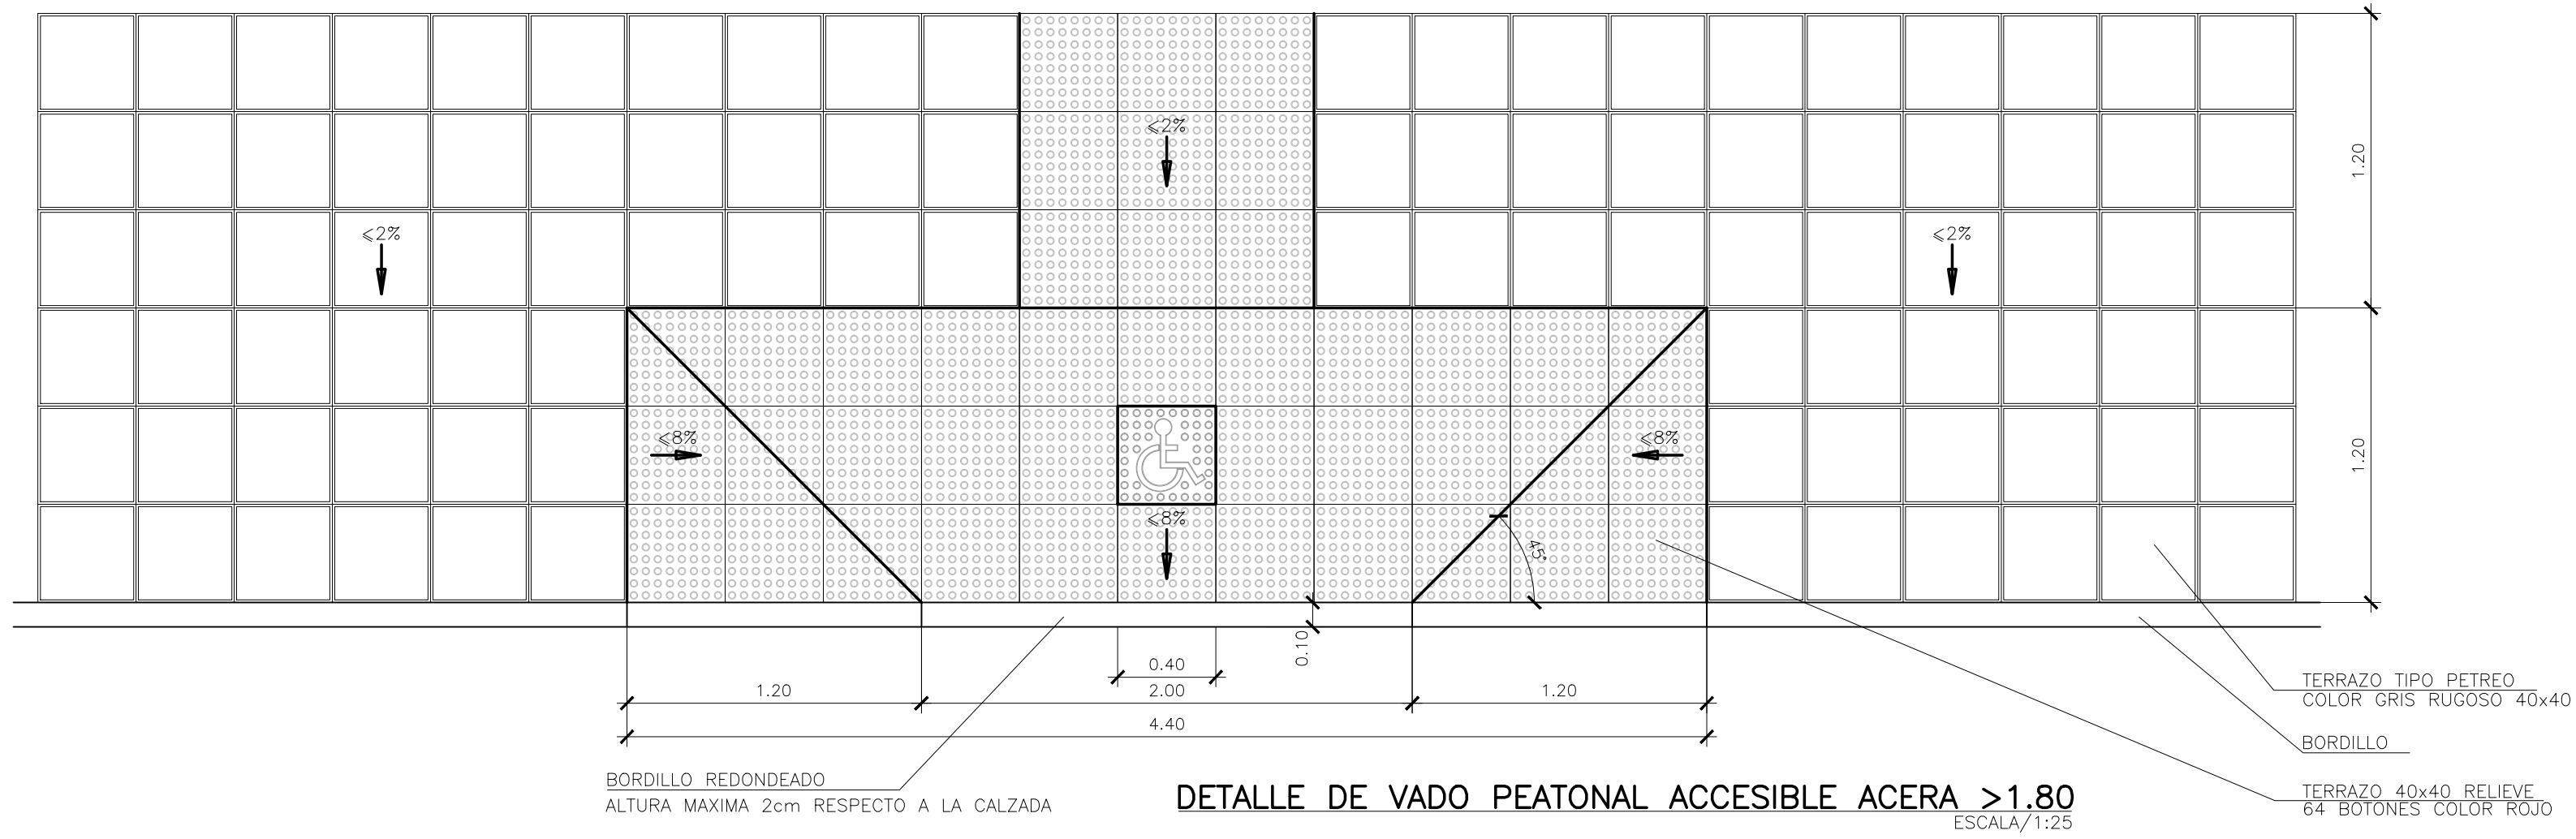 ≤2%
1.20
≤2%
≤2%
≤8%
≤8%
1.20
≤8%
45°
0.10
0.40
1.20
2.00
1.20
4.40
TERRAZO TIPO PETREO
COLOR GRIS RUGOSO 40x40
BORDILLO
BORDILLO REDONDEADO
ALTURA MAXIMA 2cm RESPECTO A LA CALZADA
DETALLE DE VADO PEATONAL ACCESIBLE ACERA >1.80
ESCALA/1:25
TERRAZO 40x40 RELIEVE
64 BOTONES COLOR ROJO